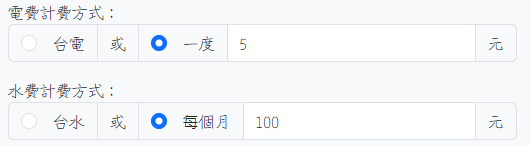 電費計費方式：
台電 或 一度 5 元
水費計費方式：
台水 或 每個月 100 元